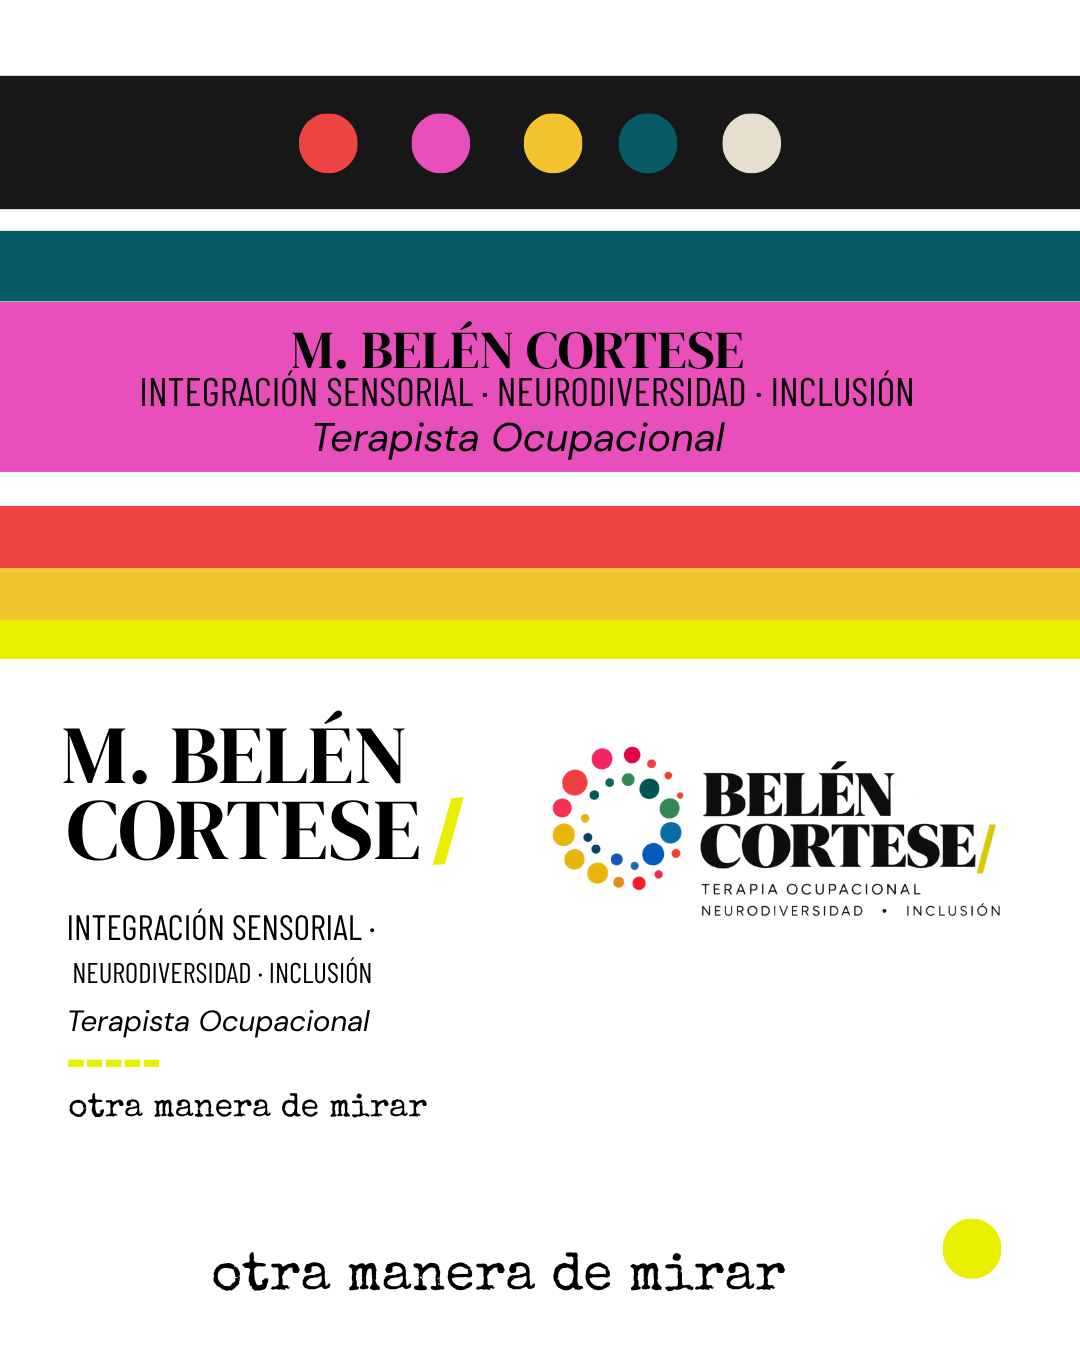 M. BELÉN CORTESE
INTEGRACIÓN SENSORIAL · NEURODIVERSIDAD · INCLUSIÓN
Terapista Ocupacional
M. BELÉN
CORTESE/
INTEGRACIÓN SENSORIAL ·
NEURODIVERSIDAD · INCLUSIÓN
Terapista Ocupacional
otra manera de mirar
BELÉN
CORTESE/
TERAPIA OCUPACIONAL
NEURODIVERSIDAD • INCLUSIÓN
otra manera de mirar